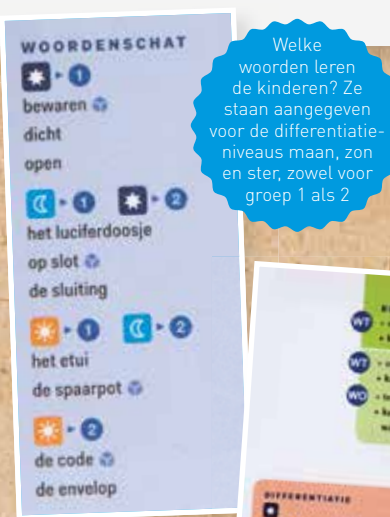 WOORDENSCHAT
1
bewaren
dicht
open
1 2
het luciferdoosje
op slot
de sluiting
1 2
het etui
de spaarpot
2
de code
de envelop
Welke
woorden leren
de kinderen? Ze
staan aangegeven
voor de differentiatie-
niveaus maan, zon
en ster, zowel voor
groep 1 als 2
WT
WT
WO
DIFFERENTIATIE